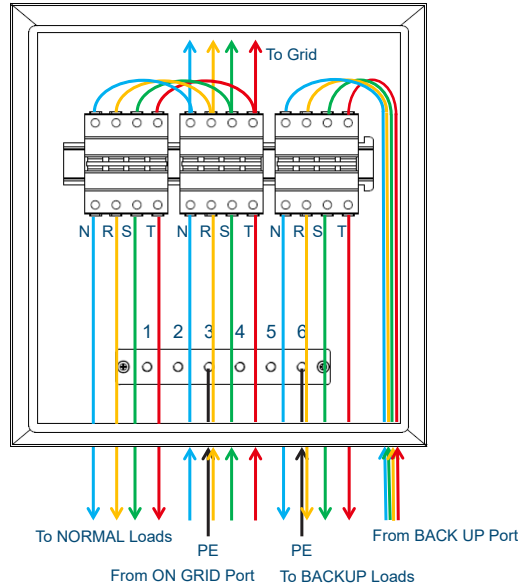 To Grid
N R S T N R S T N R S T
1 2 3 4 5 6
To NORMAL Loads
From BACK UP Port
PE PE
From ON GRID Port
To BACKUP Loads